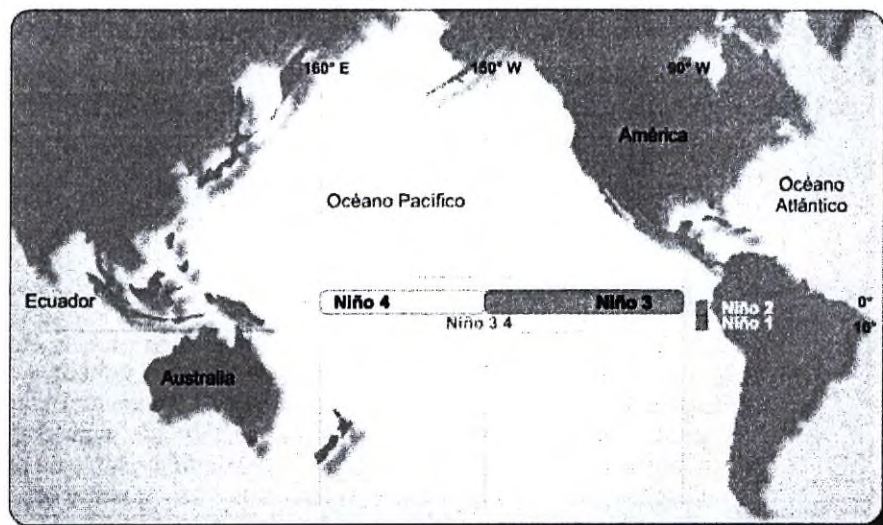 160° E
150° W
90° W
América
Océano Pacífico
Océano
Atlántico
Ecuador
Niño 4
Niño 3
Niño 2
0°
Niño 3.4
Niño 1
10°
Australia